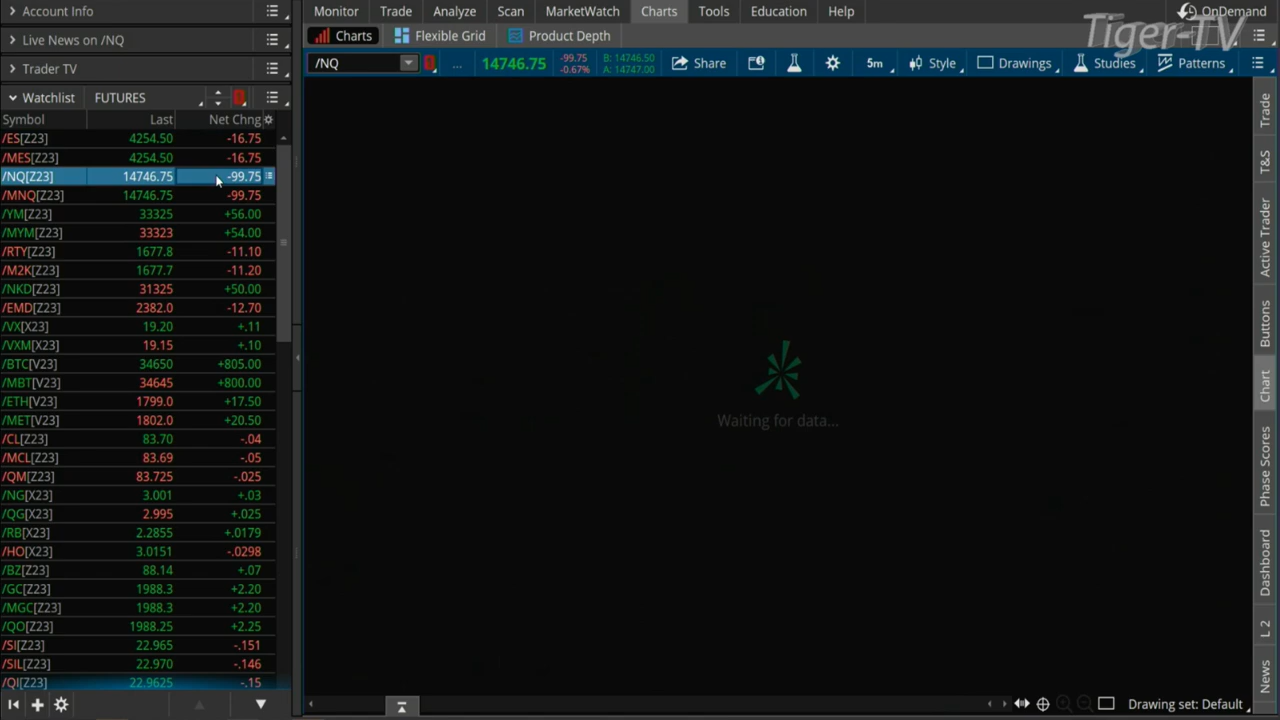 Account Info
Live News on /NQ
Trader TV
Watchlist FUTURES
Symbol Last Net Chng
/ES[Z23] 4254.50 -16.75
/MES[Z23] 4254.50 -16.75
/NQ[Z23] 14746.75 -99.75
/MNQ[Z23] 14746.75 -99.75
/YM[Z23] 33325 +56.00
/MYM[Z23] 33323 +54.00
/RTY[Z23] 1677.8 -11.10
/M2K[Z23] 1677.7 -11.20
/NKD[Z23] 31325 +50.00
/EMD[Z23] 2382.0 -12.70
/VX[X23] 19.20 +.11
/VXM[X23] 19.15 +.10
/BTC[V23] 34650 +805.00
/MBT[V23] 34645 +800.00
/ETH[V23] 1799.0 +17.50
/MET[V23] 1802.0 +20.50
/CL[Z23] 83.70 -.04
/MCL[Z23] 83.69 -.05
/QM[Z23] 83.725 -.025
/NG[X23] 3.001 +.03
/QG[X23] 2.995 +.025
/RB[X23] 2.2855 +.0179
/HO[X23] 3.0151 -.0298
/BZ[Z23] 88.14 +.07
/GC[Z23] 1988.3 +2.20
/MGC[Z23] 1988.3 +2.20
/QO[Z23] 1988.25 +2.25
/SI[Z23] 22.965 -.151
/SIL[Z23] 22.970 -.146
/QI[Z23] 22.9625 -.15
Monitor Trade Analyze Scan MarketWatch Charts Tools Education Help OnDemand
Tiger-TV
Charts Flexible Grid Product Depth
/NQ ... 14746.75 -99.75 -0.67% B: 14746.50 A: 14747.00 Share 5m Style Drawings Studies Patterns
Waiting for data...
Trade
T&S
Active Trader
Buttons
Chart
Phase Scores
Dashboard
L 2
News
Drawing set: Default